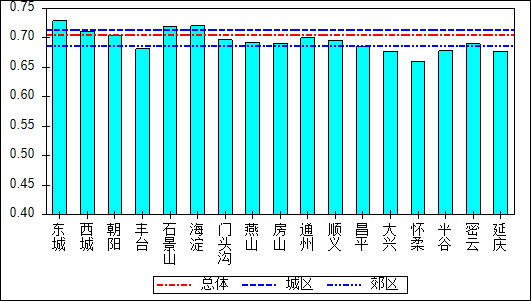 0.75
0.70
0.65
0.60
0.55
0.50
0.45
0.40
东城
西城
朝阳
丰台
石景山
海淀
门头沟
燕山
房山
通州
顺义
昌平
大兴
怀柔
平谷
密云
延庆
总体 城区 郊区